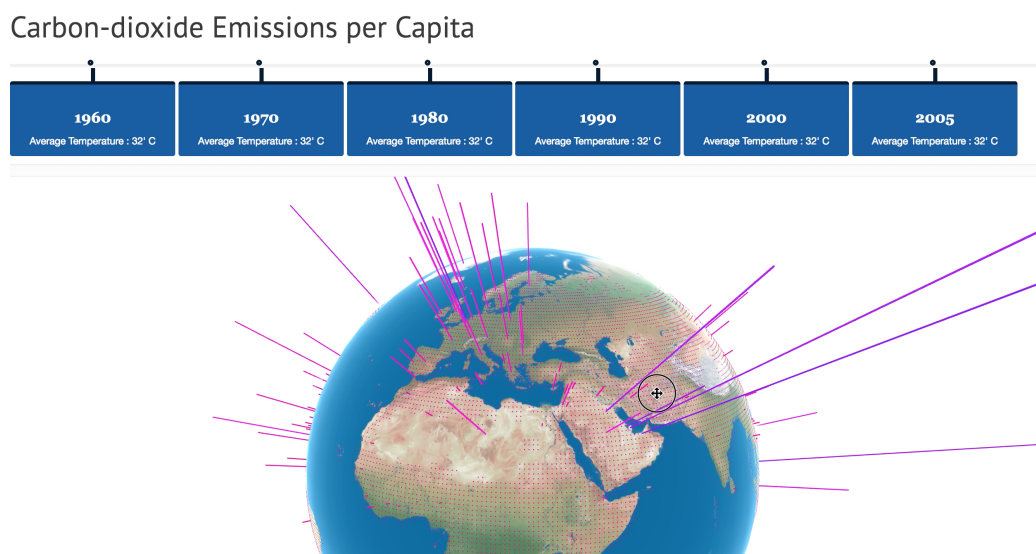 Carbon-dioxide Emissions per Capita
1960 1970 1980 1990 2000 2005
Average Temperature : 32' C Average Temperature : 32' C Average Temperature : 32' C Average Temperature : 32' C Average Temperature : 32' C Average Temperature : 32' C